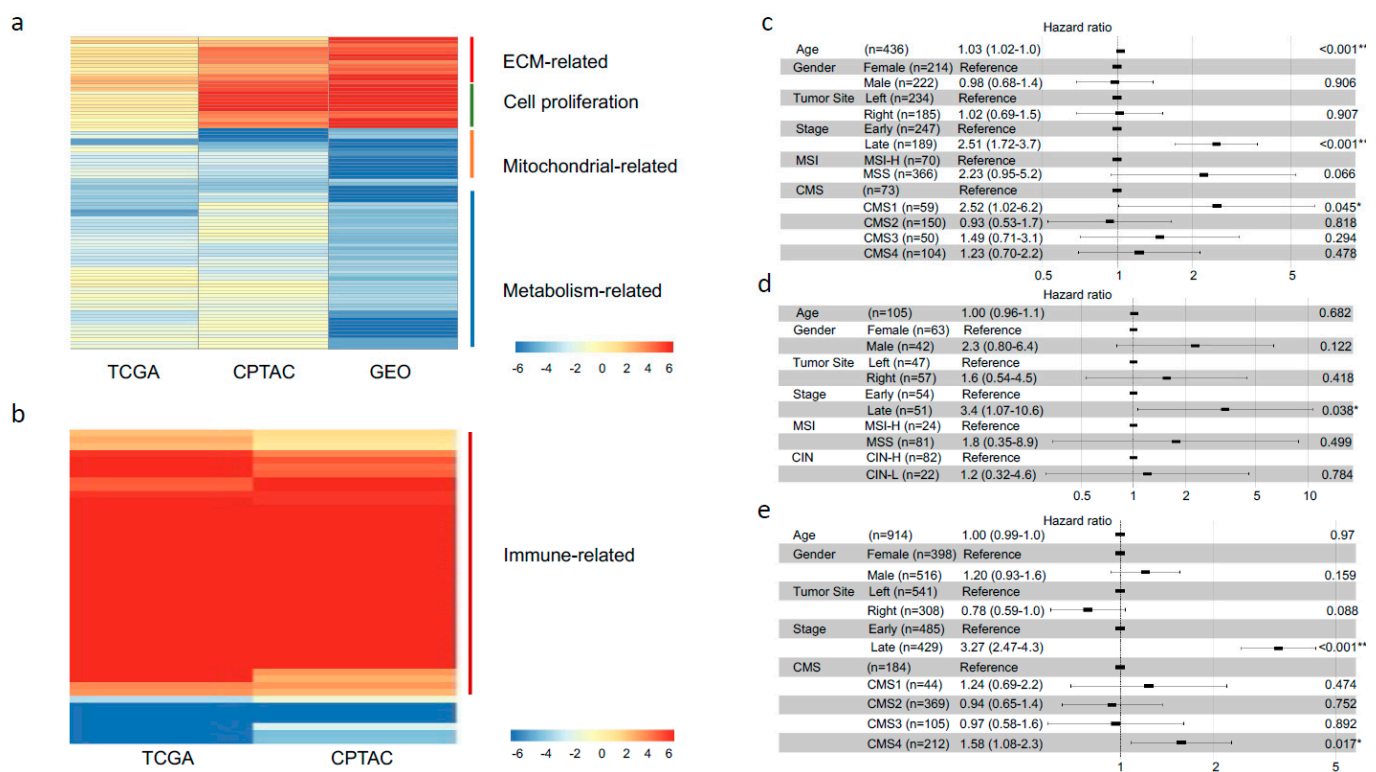 a
ECM-related
Cell proliferation
Mitochondrial-related
Metabolism-related
TCGA CPTAC GEO
-6 -4 -2 0 2 4 6
b
Immune-related
TCGA CPTAC
-6 -4 -2 0 2 4 6
c
Hazard ratio
Age (n=436) 1.03 (1.02-1.0) <0.001**
Gender Female (n=214) Reference
Male (n=222) 0.98 (0.68-1.4) 0.906
Tumor Site Left (n=234) Reference
Right (n=185) 1.02 (0.69-1.5) 0.907
Stage Early (n=247) Reference
Late (n=189) 2.51 (1.72-3.7) <0.001**
MSI MSI-H (n=70) Reference
MSS (n=366) 2.23 (0.95-5.2) 0.066
CMS (n=73) Reference
CMS1 (n=59) 2.52 (1.02-6.2) 0.045*
CMS2 (n=150) 0.93 (0.53-1.7) 0.818
CMS3 (n=50) 1.49 (0.71-3.1) 0.294
CMS4 (n=104) 1.23 (0.70-2.2) 0.478
0.5 1 2 5
d
Hazard ratio
Age (n=105) 1.00 (0.96-1.1) 0.682
Gender Female (n=63) Reference
Male (n=42) 2.3 (0.80-6.4) 0.122
Tumor Site Left (n=47) Reference
Right (n=57) 1.6 (0.54-4.5) 0.418
Stage Early (n=54) Reference
Late (n=51) 3.4 (1.07-10.6) 0.038*
MSI MSI-H (n=24) Reference
MSS (n=81) 1.8 (0.35-8.9) 0.499
CIN CIN-H (n=82) Reference
CIN-L (n=22) 1.2 (0.32-4.6) 0.784
0.5 1 2 5 10
e
Hazard ratio
Age (n=914) 1.00 (0.99-1.0) 0.97
Gender Female (n=398) Reference
Male (n=516) 1.20 (0.93-1.6) 0.159
Tumor Site Left (n=541) Reference
Right (n=308) 0.78 (0.59-1.0) 0.088
Stage Early (n=485) Reference
Late (n=429) 3.27 (2.47-4.3) <0.001**
CMS (n=184) Reference
CMS1 (n=44) 1.24 (0.69-2.2) 0.474
CMS2 (n=369) 0.94 (0.65-1.4) 0.752
CMS3 (n=105) 0.97 (0.58-1.6) 0.892
CMS4 (n=212) 1.58 (1.08-2.3) 0.017*
1 2 5